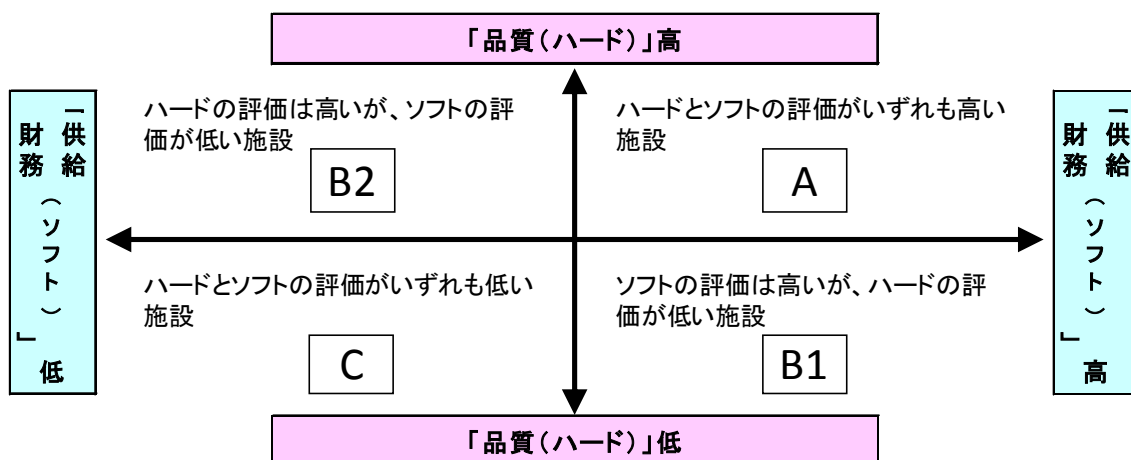 「品質(ハード)」高
「供給
財務(ソフト)」低
ハードの評価は高いが、ソフトの評
価が低い施設
B2
ハードとソフトの評価がいずれも高い
施設
A
「供給
財務(ソフト)」高
ハードとソフトの評価がいずれも低い
施設
C
ソフトの評価は高いが、ハードの評
価が低い施設
B1
「品質(ハード)」低